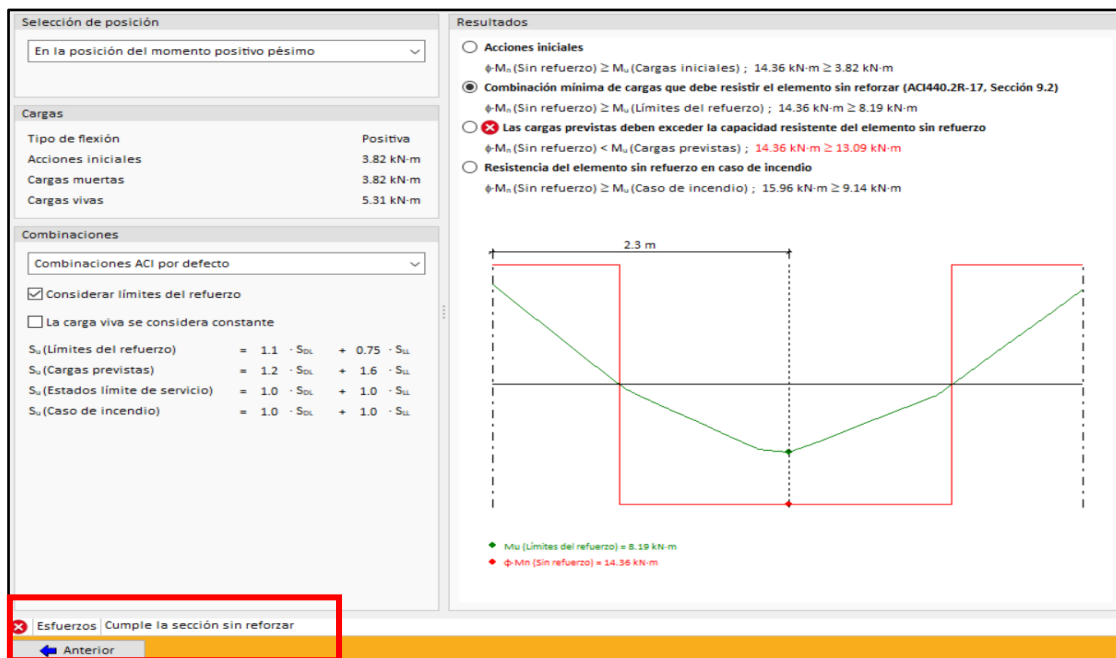 Selección de posición
En la posición del momento positivo pésimo
Cargas
Tipo de flexión Positiva
Acciones iniciales 3.82 kN·m
Cargas muertas 3.82 kN·m
Cargas vivas 5.31 kN·m
Combinaciones
Combinaciones ACI por defecto
Considerar límites del refuerzo
La carga viva se considera constante
Su (Límites del refuerzo) = 1.1 · SDL + 0.75 · SLL
Su (Cargas previstas) = 1.2 · SDL + 1.6 · SLL
Su (Estados límite de servicio) = 1.0 · SDL + 1.0 · SLL
Su (Caso de incendio) = 1.0 · SDL + 1.0 · SLL
Resultados
Acciones iniciales
ϕ·Mn (Sin refuerzo) ≥ Mu (Cargas iniciales) ; 14.36 kN·m ≥ 3.82 kN·m
Combinación mínima de cargas que debe resistir el elemento sin reforzar (ACI440.2R-17, Sección 9.2)
ϕ·Mn (Sin refuerzo) ≥ Mu (Límites del refuerzo) ; 14.36 kN·m ≥ 8.19 kN·m
Las cargas previstas deben exceder la capacidad resistente del elemento sin refuerzo
ϕ·Mn (Sin refuerzo) < Mu (Cargas previstas) ; 14.36 kN·m ≥ 13.09 kN·m
Resistencia del elemento sin refuerzo en caso de incendio
ϕ·Mn (Sin refuerzo) ≥ Mu (Caso de incendio) ; 15.96 kN·m ≥ 9.14 kN·m
2.3 m
Mu (Límites del refuerzo) = 8.19 kN·m
ϕ·Mn (Sin refuerzo) = 14.36 kN·m
Esfuerzos Cumple la sección sin reforzar
Anterior